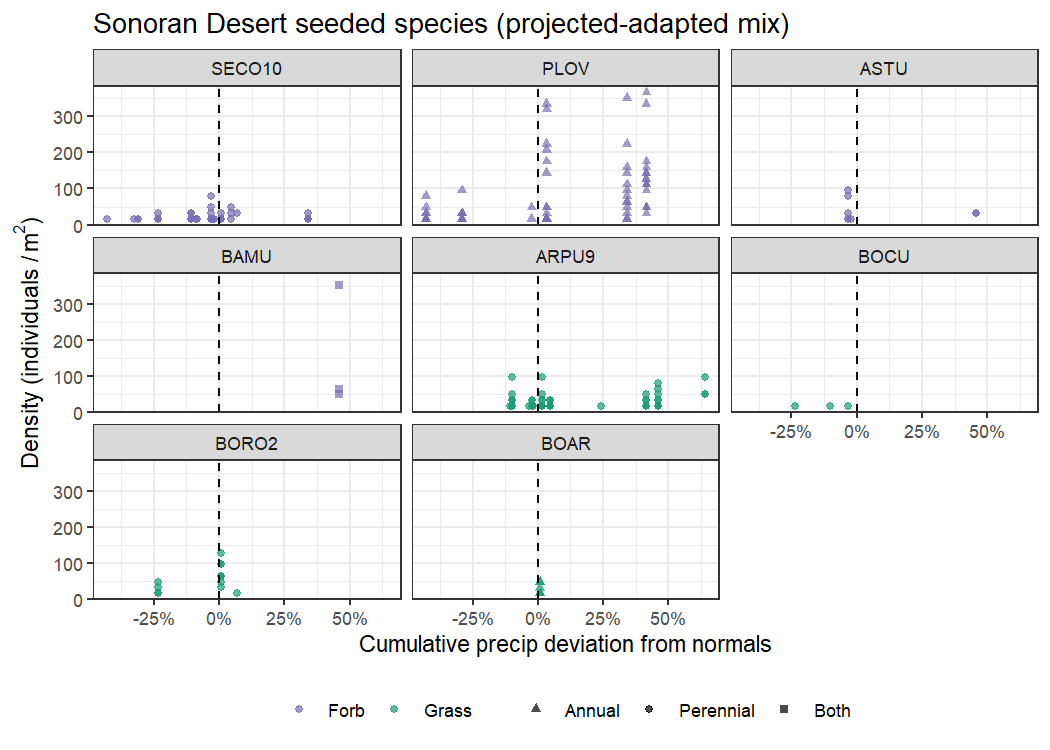 Sonoran Desert seeded species (projected-adapted mix)
SECO10 PLOV ASTU
300
200
100
0
BAMU ARPU9 BOCU
300
200
100
0
-25% 0% 25% 50%
BORO2 BOAR
300
200
100
0
-25% 0% 25% 50% -25% 0% 25% 50%
Density (individuals / m²)
Cumulative precip deviation from normals
Forb Grass Annual Perennial Both